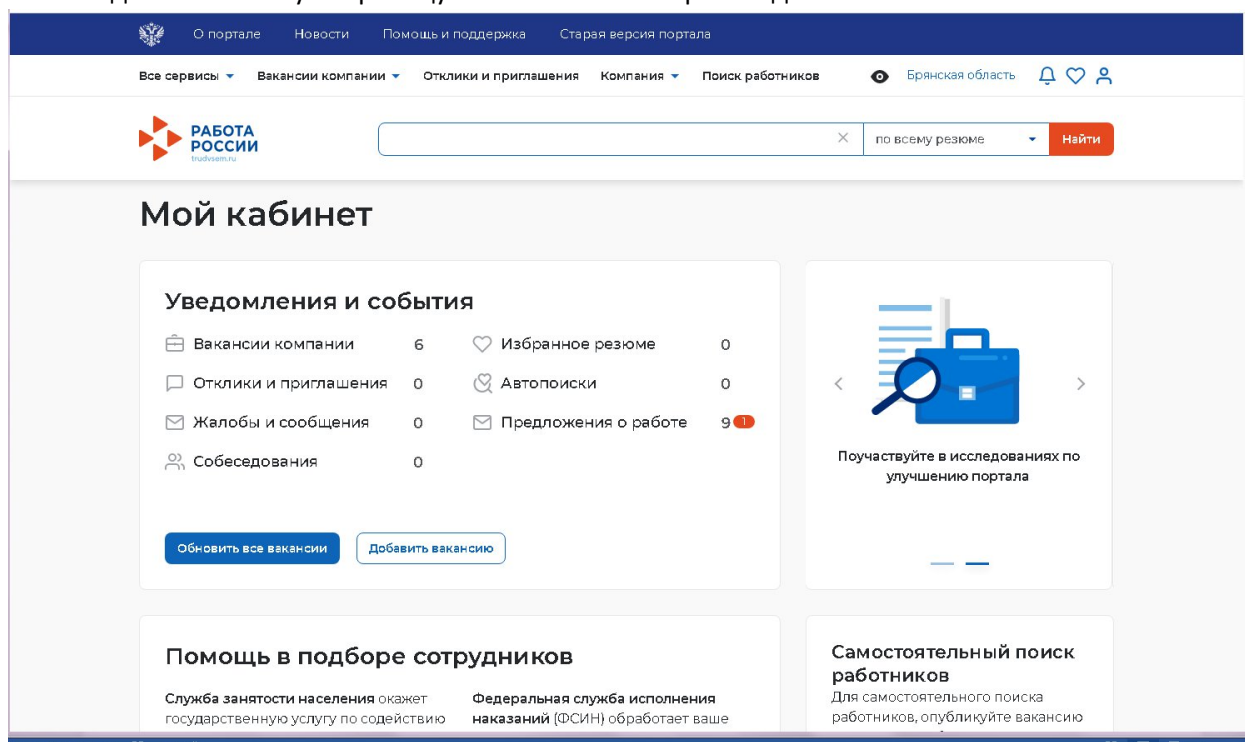 О портале Новости Помощь и поддержка Старая версия портала
Все сервисы Вакансии компании Отклики и приглашения Компания Поиск работников Брянская область
РАБОТА
РОССИИ
trudvsem.ru
по всему резюме Найти
Мой кабинет
Уведомления и события
Вакансии компании 6 Избранное резюме 0
Отклики и приглашения 0 Автопоиски 0
Жалобы и сообщения 0 Предложения о работе 9 1
Собеседования 0
Обновить все вакансии Добавить вакансию
Поучаствуйте в исследованиях по
улучшению портала
Помощь в подборе сотрудников
Служба занятости населения окажет
государственную услугу по содействию
Федеральная служба исполнения
наказаний (ФСИН) обработает ваше
Самостоятельный поиск
работников
Для самостоятельного поиска
работников, опубликуйте вакансию